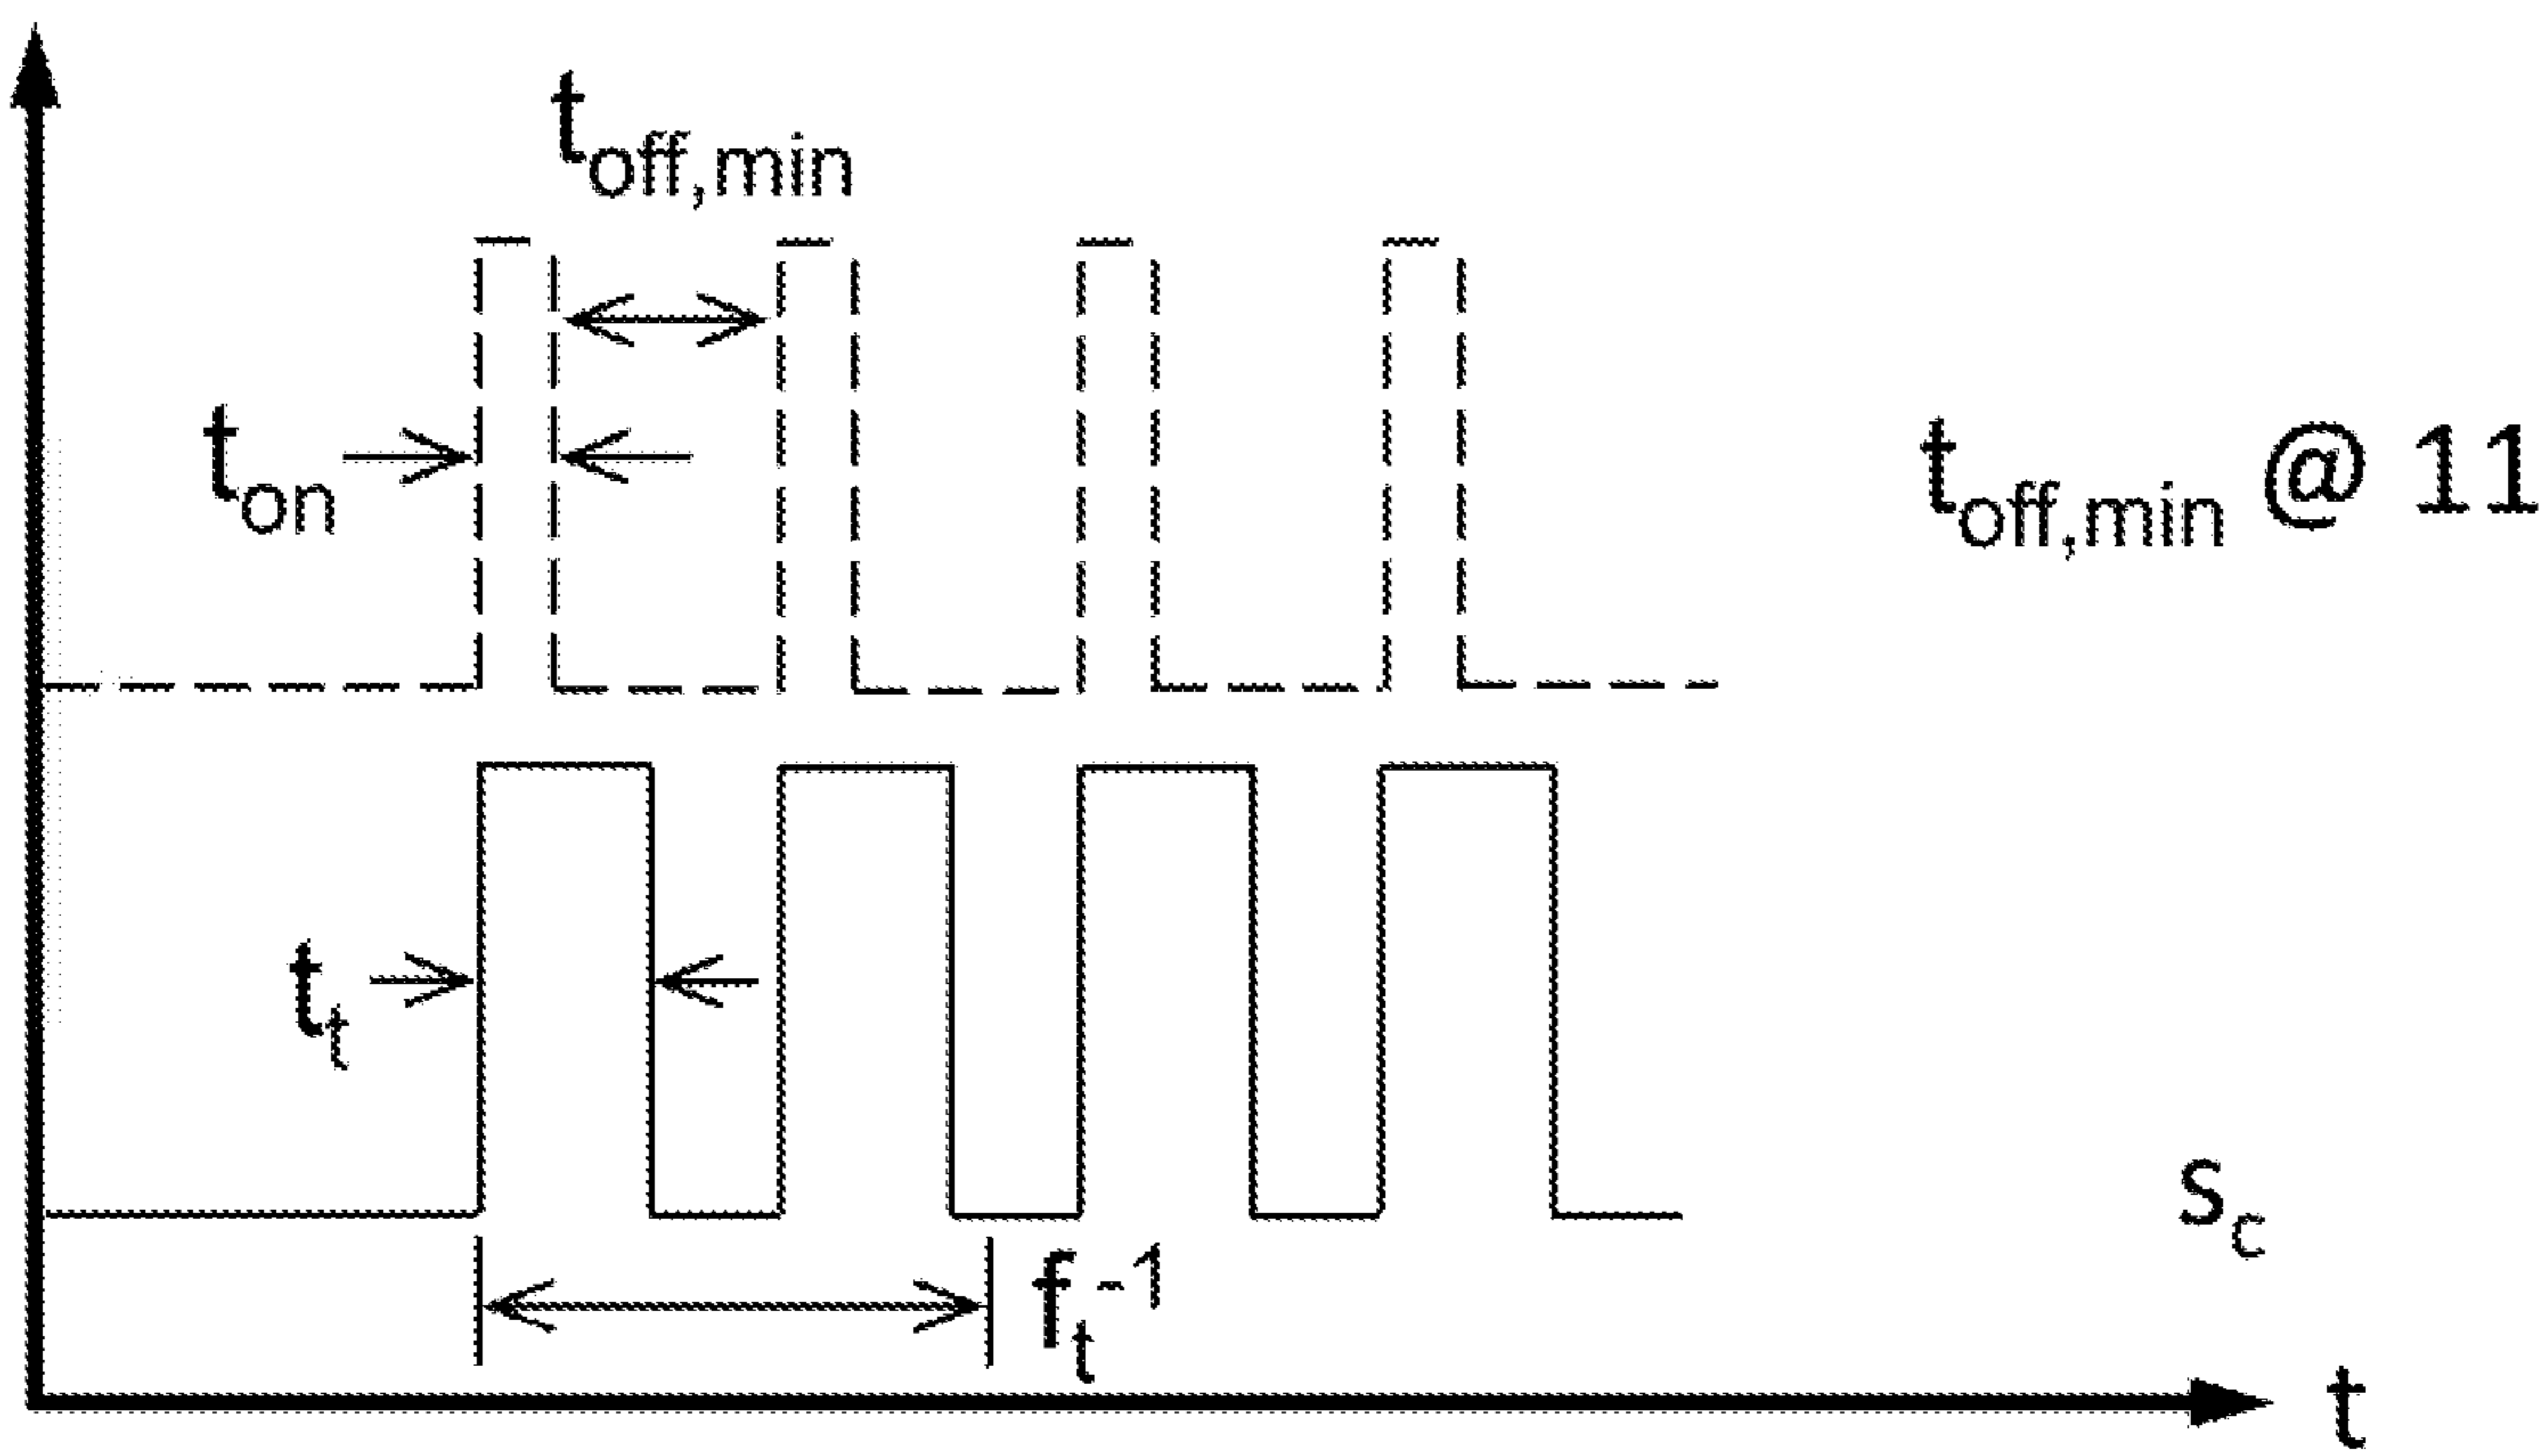 t_off,min
t_on
t_off,min @ 11
t_t
s_c
f_t^-1
t